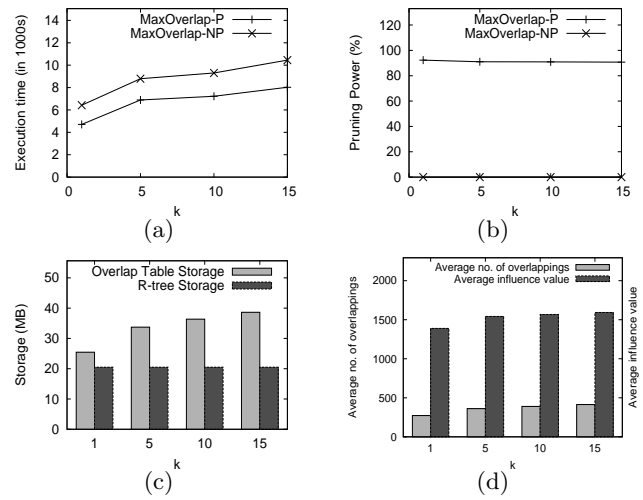 MaxOverlap-P
MaxOverlap-NP
Execution time (in 1000s)
14
12
10
8
6
4
2
0
0 5 10 15
k
(a)
MaxOverlap-P
MaxOverlap-NP
Pruning Power (%)
120
100
80
60
40
20
0
0 5 10 15
k
(b)
Overlap Table Storage
R-tree Storage
Storage (MB)
50
40
30
20
10
0
1 5 10 15
k
(c)
Average no. of overlappings
Average influence value
Average no. of overlappings
2000
1500
1000
500
0
1 5 10 15
k
Average influence value
(d)